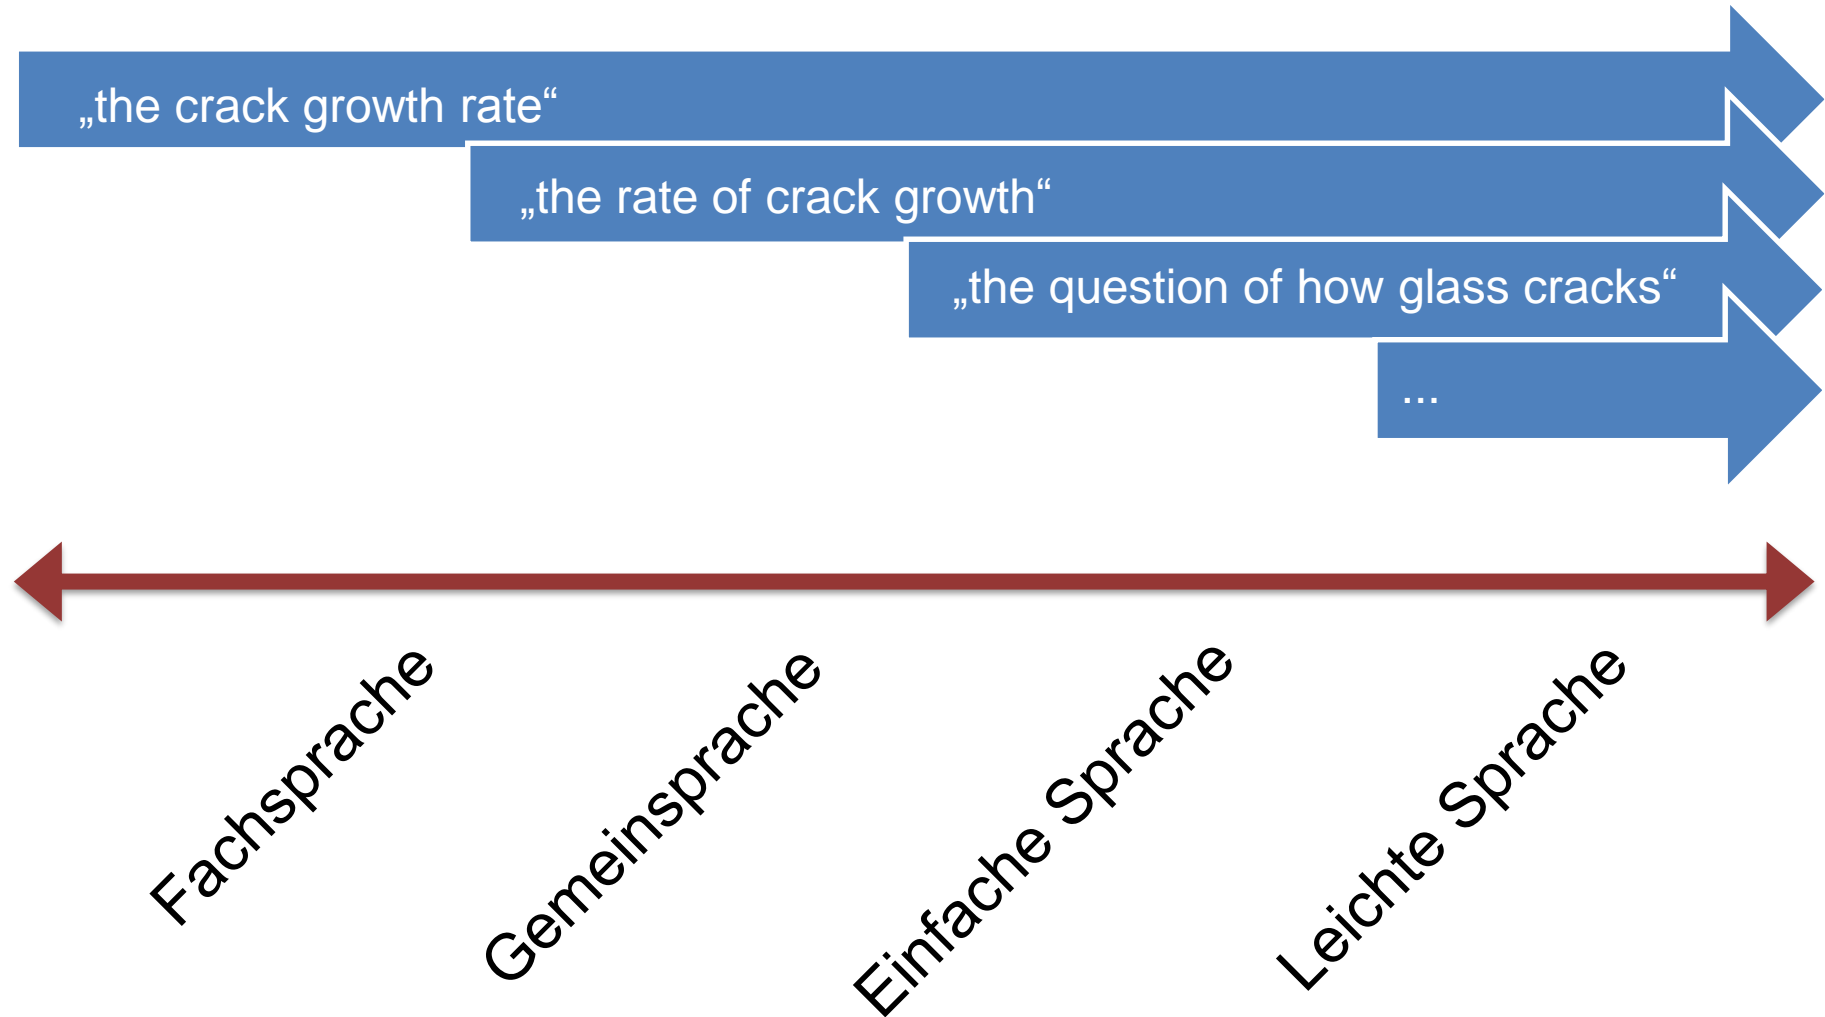 „the crack growth rate“
„the rate of crack growth“
„the question of how glass cracks“
...
Fachsprache
Gemeinsprache
Einfache Sprache
Leichte Sprache